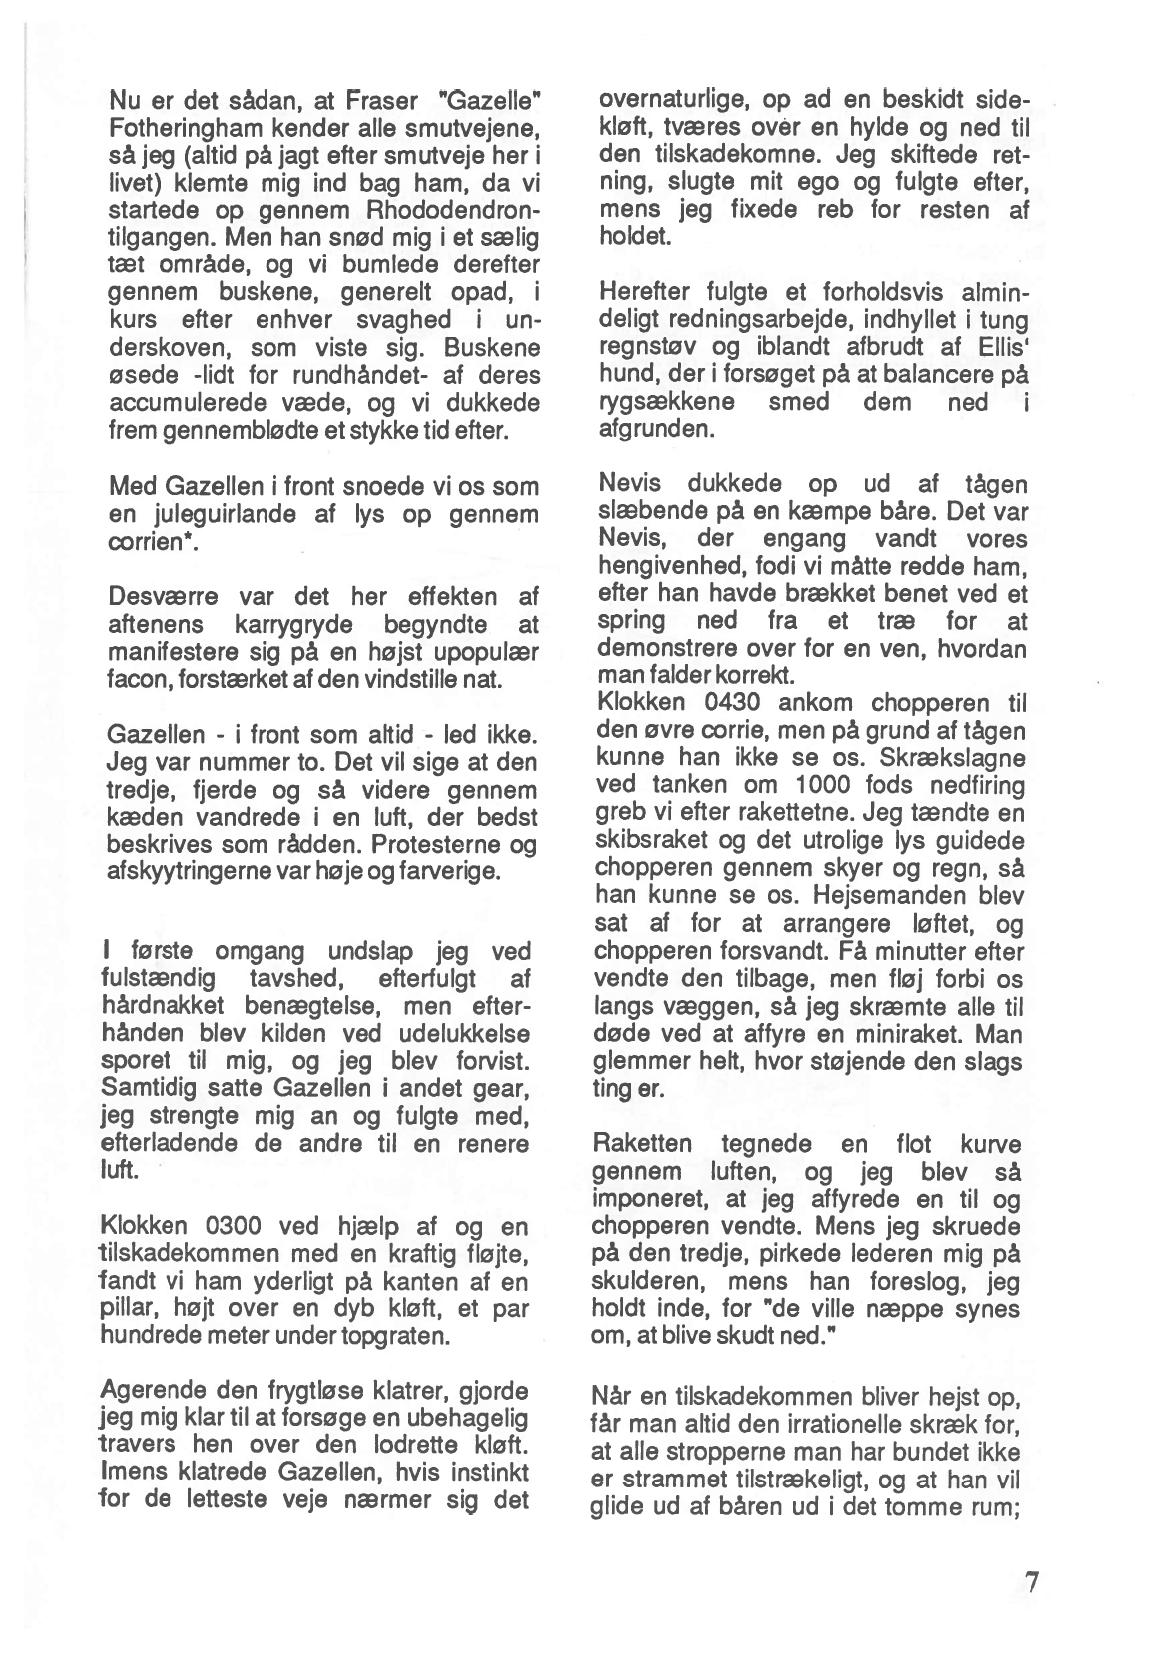 Nu er det sådan, at Fraser "Gazelle"
Fotheringham kender alle smutvejene,
så jeg (altid på jagt efter smutveje her i
livet) klemte mig ind bag ham, da vi
startede op gennem Rhododendron-
tilgangen. Men han snød mig i et sælig
tæt område, og vi bumlede derefter
gennem buskene, generelt opad, i
kurs efter enhver svaghed i un-
derskoven, som viste sig. Buskene
øsede -lidt for rundhåndet- af deres
accumulerede væde, og vi dukkede
frem gennemblødte et stykke tid efter.

Med Gazellen i front snoede vi os som
en juleguirlande af lys op gennem
corrien*.

Desværre var det her effekten af
aftenens karrygryde begyndte at
manifestere sig på en højst upopulær
facon, forstærket af den vindstille nat.

Gazellen - i front som altid - led ikke.
Jeg var nummer to. Det vil sige at den
tredje, fjerde og så videre gennem
kæden vandrede i en luft, der bedst
beskrives som rådden. Protesterne og
afskyytringerne var høje og farverige.

I første omgang undslap jeg ved
fulstændig tavshed, efterfulgt af
hårdnakket benægtelse, men efter-
hånden blev kilden ved udelukkelse
sporet til mig, og jeg blev forvist.
Samtidig satte Gazellen i andet gear,
jeg strengte mig an og fulgte med,
efterladende de andre til en renere
luft.

Klokken 0300 ved hjælp af og en
tilskadekommen med en kraftig fløjte,
fandt vi ham yderligt på kanten af en
pillar, højt over en dyb kløft, et par
hundrede meter under topgraten.

Agerende den frygtløse klatrer, gjorde
jeg mig klar til at forsøge en ubehagelig
travers hen over den lodrette kløft.
Imens klatrede Gazellen, hvis instinkt
for de letteste veje nærmer sig det
overnaturlige, op ad en beskidt side-
kløft, tværes over en hylde og ned til
den tilskadekomne. Jeg skiftede ret-
ning, slugte mit ego og fulgte efter,
mens jeg fixede reb for resten af
holdet.

Herefter fulgte et forholdsvis almin-
deligt redningsarbejde, indhyllet i tung
regnstøv og iblandt afbrudt af Ellis'
hund, der i forsøget på at balancere på
rygsækkene smed dem ned i
afgrunden.

Nevis dukkede op ud af tågen
slæbende på en kæmpe båre. Det var
Nevis, der engang vandt vores
hengivenhed, fodi vi måtte redde ham,
efter han havde brækket benet ved et
spring ned fra et træ for at
demonstrere over for en ven, hvordan
man falder korrekt.
Klokken 0430 ankom chopperen til
den øvre corrie, men på grund af tågen
kunne han ikke se os. Skrækslagne
ved tanken om 1000 fods nedfiring
greb vi efter rakettetne. Jeg tændte en
skibsraket og det utrolige lys guidede
chopperen gennem skyer og regn, så
han kunne se os. Hejsemanden blev
sat af for at arrangere løftet, og
chopperen forsvandt. Få minutter efter
vendte den tilbage, men fløj forbi os
langs væggen, så jeg skræmte alle til
døde ved at affyre en miniraket. Man
glemmer helt, hvor støjende den slags
ting er.

Raketten tegnede en flot kurve
gennem luften, og jeg blev så
imponeret, at jeg affyrede en til og
chopperen vendte. Mens jeg skruede
på den tredje, pirkede lederen mig på
skulderen, mens han foreslog, jeg
holdt inde, for "de ville næppe synes
om, at blive skudt ned."

Når en tilskadekommen bliver hejst op,
får man altid den irrationelle skræk for,
at alle stropperne man har bundet ikke
er strammet tilstrækeligt, og at han vil
glide ud af båren ud i det tomme rum;

7